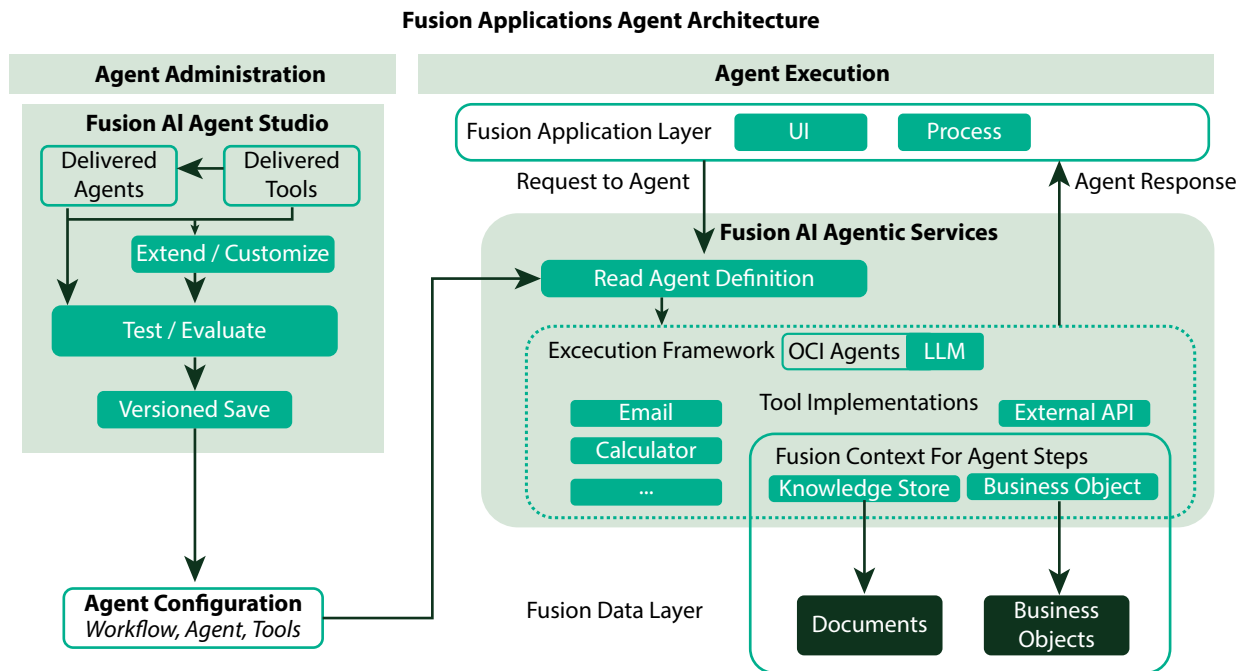 Fusion Applications Agent Architecture
Agent Administration
Fusion AI Agent Studio
Delivered
Agents
Delivered
Tools
Extend / Customize
Test / Evaluate
Versioned Save
Agent Configuration
Workflow, Agent, Tools
Agent Execution
Fusion Application Layer
UI
Process
Request to Agent
Agent Response
Fusion AI Agentic Services
Read Agent Definition
Excecution Framework
OCI Agents
LLM
Tool Implementations
Email
External API
Calculator
...
Fusion Context For Agent Steps
Knowledge Store
Business Object
Fusion Data Layer
Documents
Business
Objects